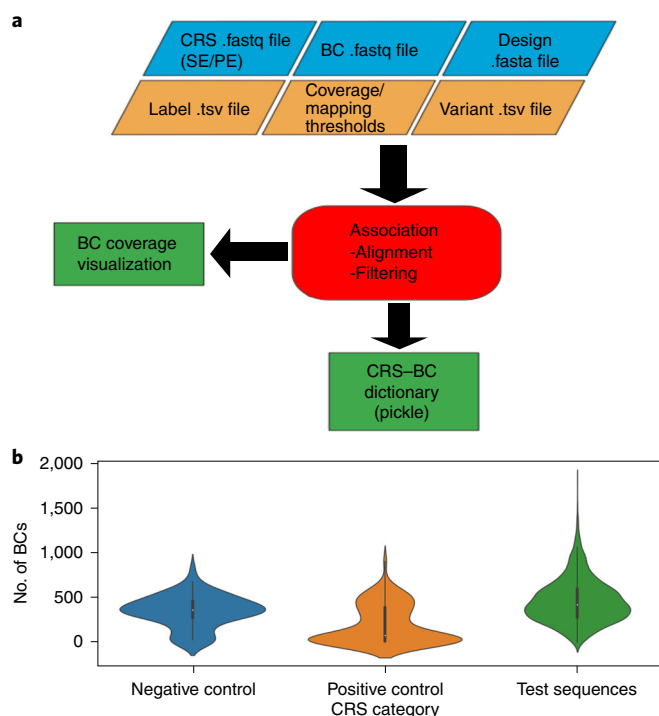 a
CRS .fastq file
(SE/PE)
BC .fastq file
Design
.fasta file
Label .tsv file
Coverage/
mapping
thresholds
Variant .tsv file
BC coverage
visualization
Association
-Alignment
-Filtering
CRS–BC
dictionary
(pickle)
b
No. of BCs
2,000
1,500
1,000
500
0
Negative control
Positive control
Test sequences
CRS category